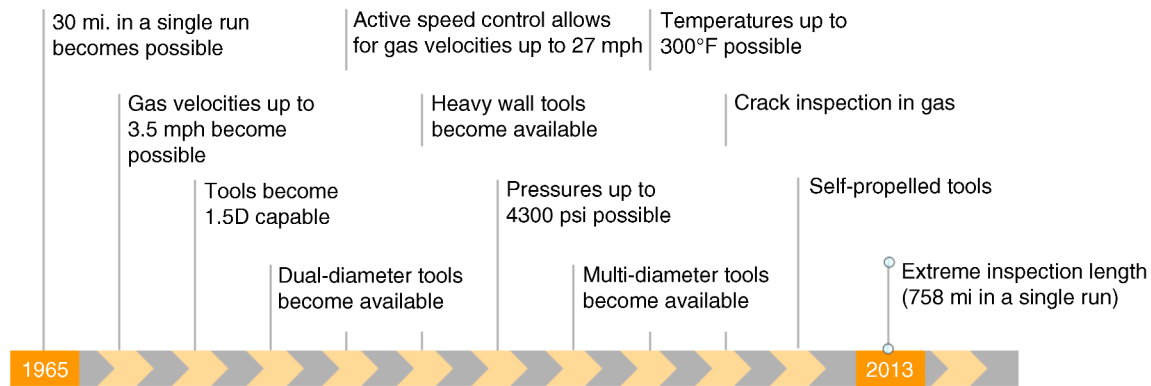 30 mi. in a single run
becomes possible
Gas velocities up to
3.5 mph become
possible
Tools become
1.5D capable
Dual-diameter tools
become available
Active speed control allows
for gas velocities up to 27 mph
Heavy wall tools
become available
Pressures up to
4300 psi possible
Multi-diameter tools
become available
Temperatures up to
300°F possible
Crack inspection in gas
Self-propelled tools
Extreme inspection length
(758 mi in a single run)
1965
2013